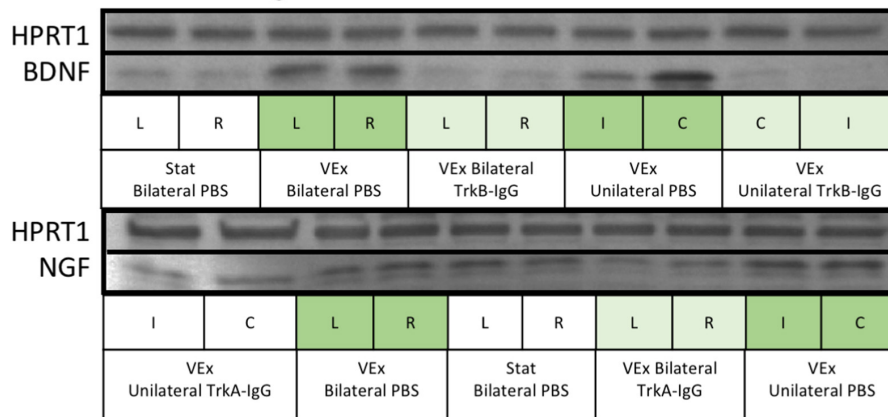 HPRT1
BDNF
L R L R L R I C C I
Stat VEx VEx Bilateral VEx VEx
Bilateral PBS Bilateral PBS TrkB-IgG Unilateral PBS Unilateral TrkB-IgG
HPRT1
NGF
I C L R L R L R I C
VEx VEx Stat VEx Bilateral VEx
Unilateral TrkA-IgG Bilateral PBS Bilateral PBS TrkA-IgG Unilateral PBS